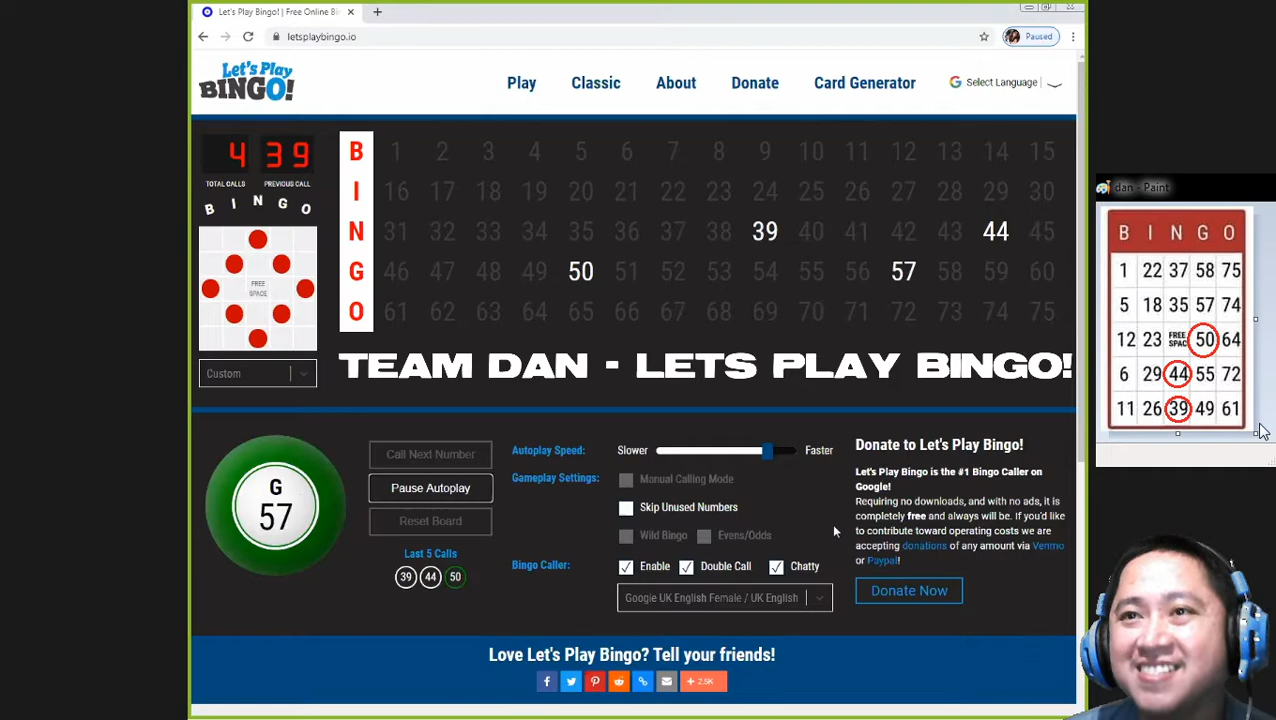 Let's Play Bingo! | Free Online Bi
letsplaybingo.io
Paused
Let's Play
BINGO!
Play Classic About Donate Card Generator
G Select Language
4 39
TOTAL CALLS PREVIOUS CALL
B I N G O
FREE
SPACE
Custom
B 1 2 3 4 5 6 7 8 9 10 11 12 13 14 15
I 16 17 18 19 20 21 22 23 24 25 26 27 28 29 30
N 31 32 33 34 35 36 37 38 39 40 41 42 43 44 45
G 46 47 48 49 50 51 52 53 54 55 56 57 58 59 60
O 61 62 63 64 65 66 67 68 69 70 71 72 73 74 75
TEAM DAN - LETS PLAY BINGO!
G
57
Call Next Number
Pause Autoplay
Reset Board
Last 5 Calls
39 44 50
Autoplay Speed: Slower Faster
Gameplay Settings: Manual Calling Mode
Skip Unused Numbers
Wild Bingo Evens/Odds
Bingo Caller: Enable Double Call Chatty
Google UK English Female / UK English
Donate to Let's Play Bingo!
Let's Play Bingo is the #1 Bingo Caller on
Google!
Requiring no downloads, and with no ads, it is
completely free and always will be. If you'd like
to contribute toward operating costs we are
accepting donations of any amount via Venmo
or Paypal!
Donate Now
Love Let's Play Bingo? Tell your friends!
2.5K
dan - Paint
B I N G O
1 22 37 58 75
5 18 35 57 74
12 23 FREE SPAC 50 64
6 29 44 55 72
11 26 39 49 61